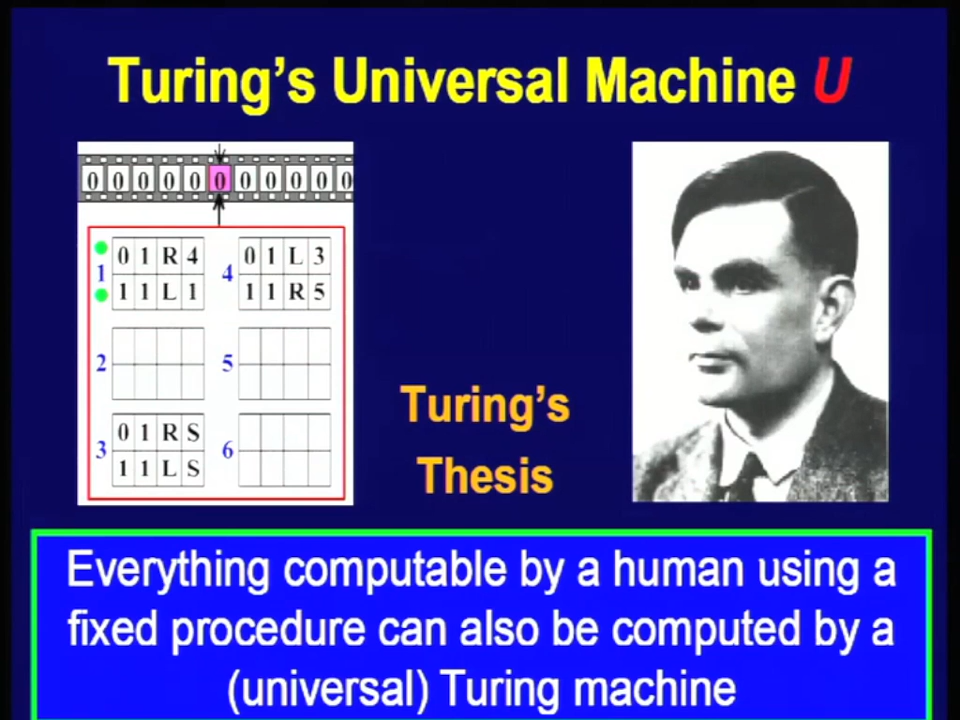 Turing's Universal Machine U
0 0 0 0 0 0 0 0 0 0 0
1
0 1 R 4
1 1 L 1
4
0 1 L 3
1 1 R 5
2
5
3
0 1 R S
1 1 L S
6
Turing's
Thesis
Everything computable by a human using a
fixed procedure can also be computed by a
(universal) Turing machine